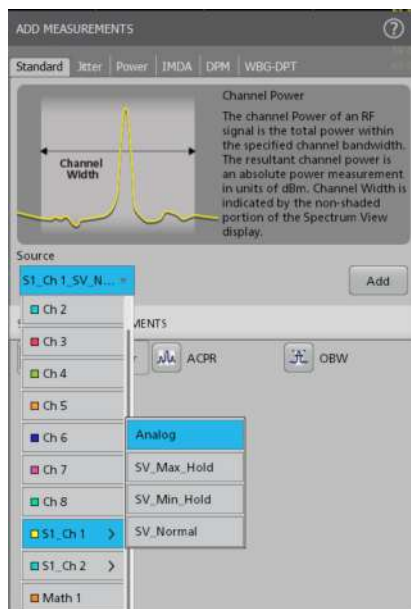 ADD MEASUREMENTS
?
Standard Jitter Power IMDA DPM WBG-DPT
Channel Width
Channel Power
The channel Power of an RF
signal is the total power within
the specified channel bandwidth.
The resultant channel power is
an absolute power measurement
in units of dBm. Channel Width is
indicated by the non-shaded
portion of the Spectrum View
display.
Source
S1_Ch 1_SV_N...
Add
Ch 2
Ch 3
ACPR
OBW
Ch 4
Ch 5
Ch 6
Ch 7
Ch 8
S1_Ch 1 >
S1_Ch 2 >
Math 1
Analog
SV_Max_Hold
SV_Min_Hold
SV_Normal